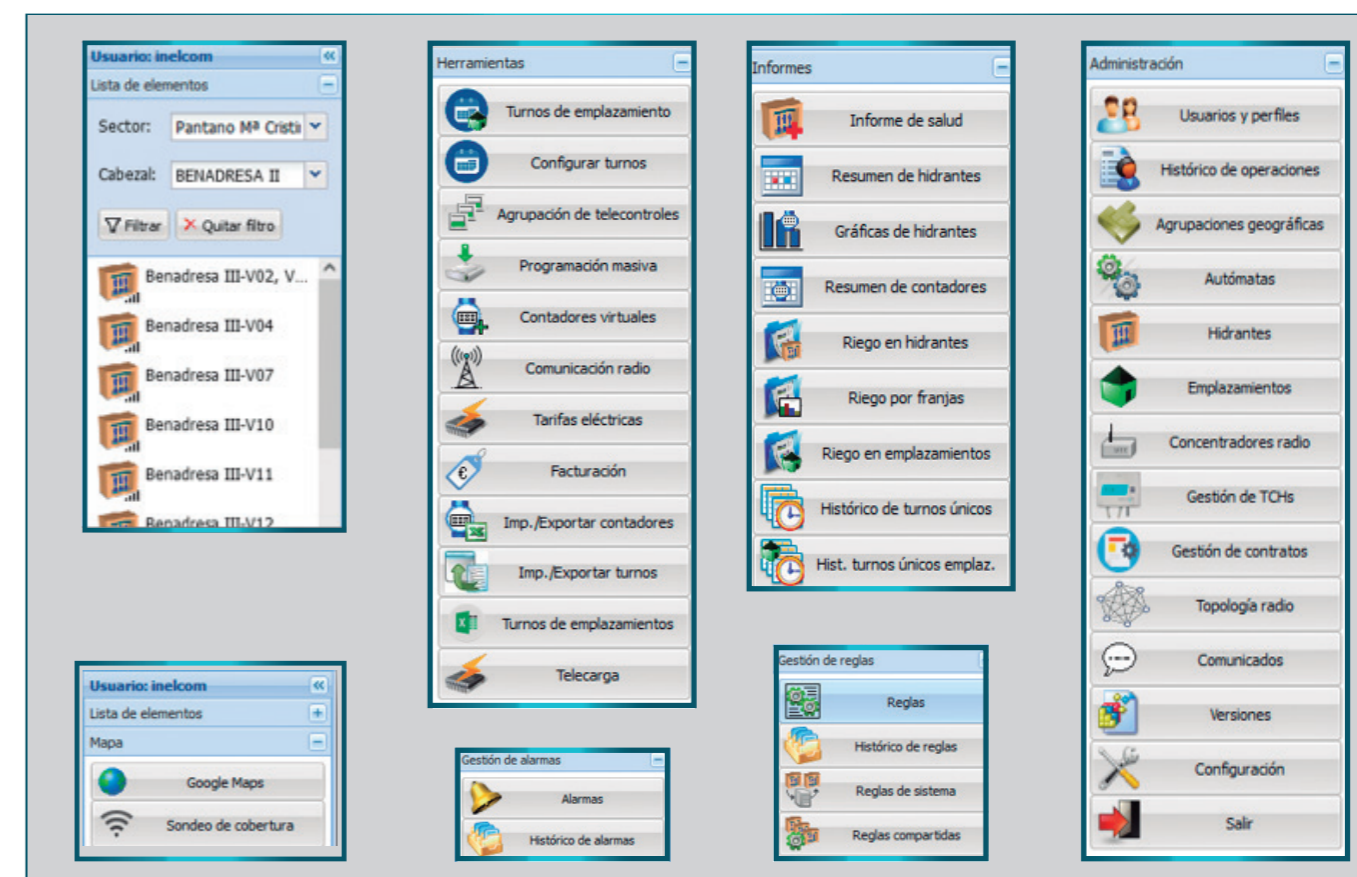 Usuario: inelcom
Lista de elementos
Sector: Pantano Mª Cristi
Cabezal: BENADRESA II
Filtrar Quitar filtro
Benadresa III-V02, V...
Benadresa III-V04
Benadresa III-V07
Benadresa III-V10
Benadresa III-V11
Benadresa III-V12
Usuario: inelcom
Lista de elementos
Mapa
Google Maps
Sondeo de cobertura
Herramientas
Turnos de emplazamiento
Configurar turnos
Agrupación de telecontroles
Programación masiva
Contadores virtuales
Comunicación radio
Tarifas eléctricas
Facturación
Imp./Exportar contadores
Imp./Exportar turnos
Turnos de emplazamientos
Telecarga
Gestión de alarmas
Alarmas
Histórico de alarmas
Informes
Informe de salud
Resumen de hidrantes
Gráficas de hidrantes
Resumen de contadores
Riego en hidrantes
Riego por franjas
Riego en emplazamientos
Histórico de turnos únicos
Hist. turnos únicos emplaz.
Gestión de reglas
Reglas
Histórico de reglas
Reglas de sistema
Reglas compartidas
Administración
Usuarios y perfiles
Histórico de operaciones
Agrupaciones geográficas
Autómatas
Hidrantes
Emplazamientos
Concentradores radio
Gestión de TCHs
Gestión de contratos
Topología radio
Comunicados
Versiones
Configuración
Salir